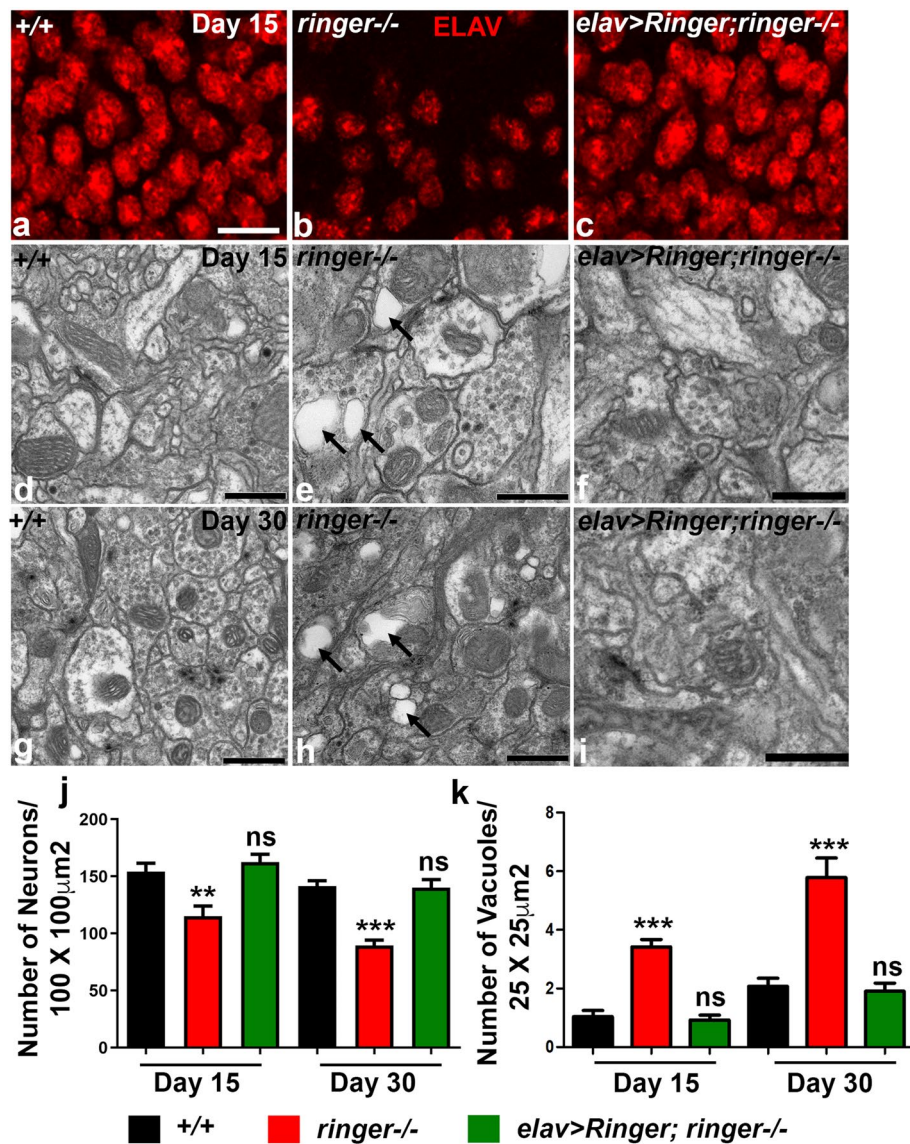 +/+ Day 15
ringer-/- ELAV
elav>Ringer;ringer-/-
a
b
c
+/+ Day 15
ringer-/-
elav>Ringer;ringer-/-
d
e
f
+/+ Day 30
ringer-/-
elav>Ringer;ringer-/-
g
h
i
j
Number of Neurons/
100 X 100μm2
200
150
100
50
0
**
ns
***
ns
Day 15
Day 30
k
Number of Vacuoles/
25 X 25μm2
8
6
4
2
0
***
ns
***
ns
Day 15
Day 30
+/+
ringer-/-
elav>Ringer; ringer-/-